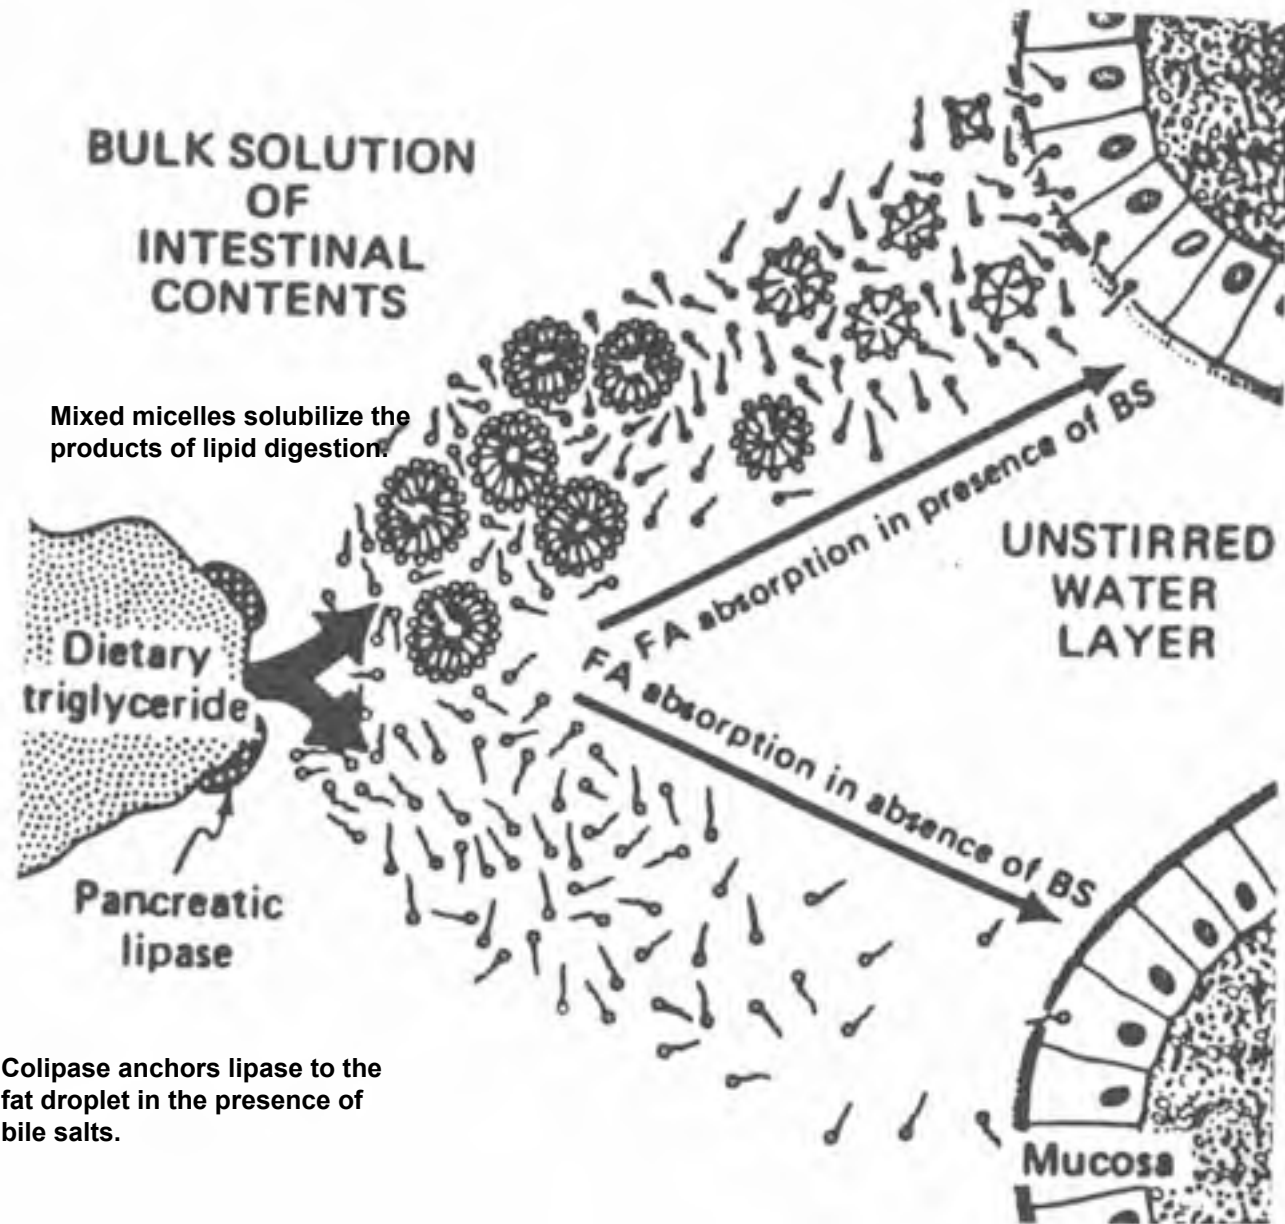 BULK SOLUTION
OF
INTESTINAL
CONTENTS
Mixed micelles solubilize the
products of lipid digestion.
FA absorption in presence of BS
UNSTIRRED
WATER
LAYER
Dietary
triglyceride
FA absorption in absence of BS
Pancreatic
lipase
Colipase anchors lipase to the
fat droplet in the presence of
bile salts.
Mucosa